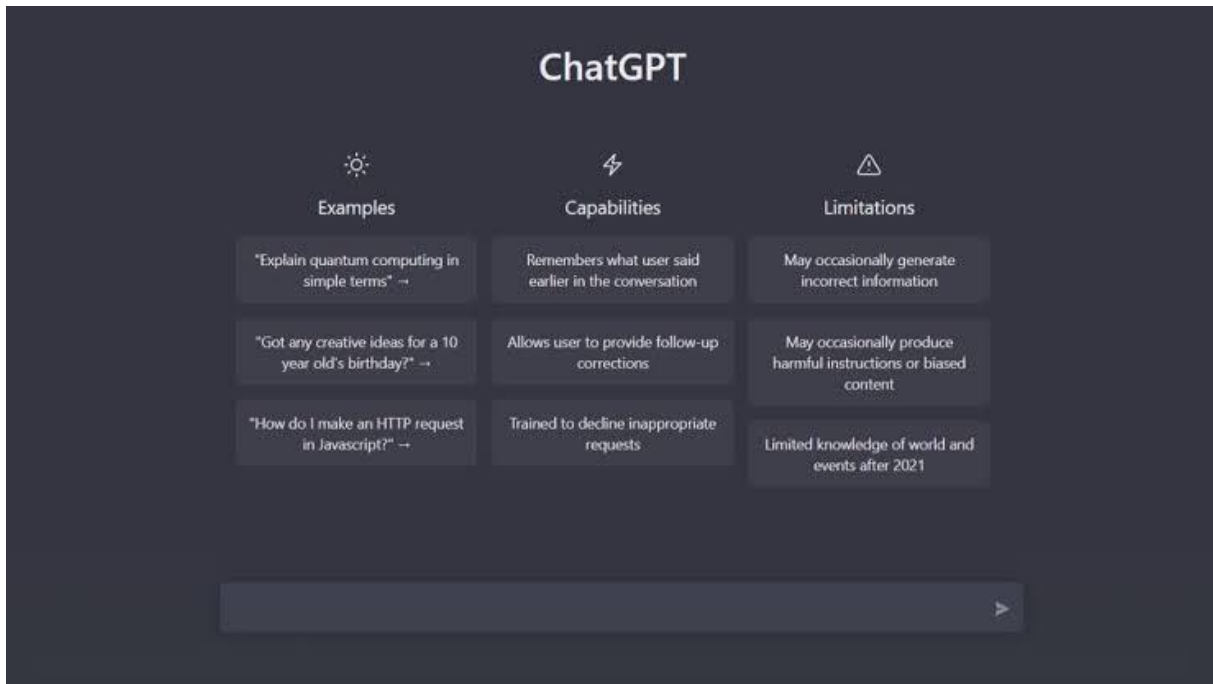 ChatGPT
Examples
"Explain quantum computing in
simple terms" →
"Got any creative ideas for a 10
year old's birthday?" →
"How do I make an HTTP request
in Javascript?" →
Capabilities
Remembers what user said
earlier in the conversation
Allows user to provide follow-up
corrections
Trained to decline inappropriate
requests
Limitations
May occasionally generate
incorrect information
May occasionally produce
harmful instructions or biased
content
Limited knowledge of world and
events after 2021